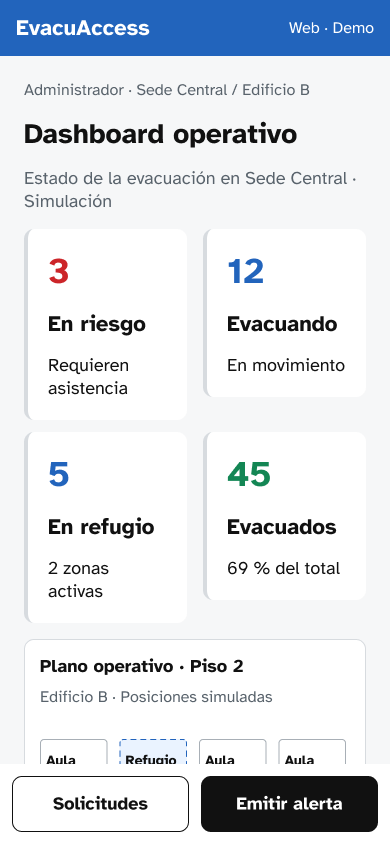 EvacuAccess
Web · Demo
Administrador · Sede Central / Edificio B
Dashboard operativo
Estado de la evacuación en Sede Central ·
Simulación
3
En riesgo
Requieren
asistencia
12
Evacuando
En movimiento
5
En refugio
2 zonas
activas
45
Evacuados
69 % del total
Plano operativo · Piso 2
Edificio B · Posiciones simuladas
Aula
Refugio
Aula
Aula
Solicitudes
Emitir alerta